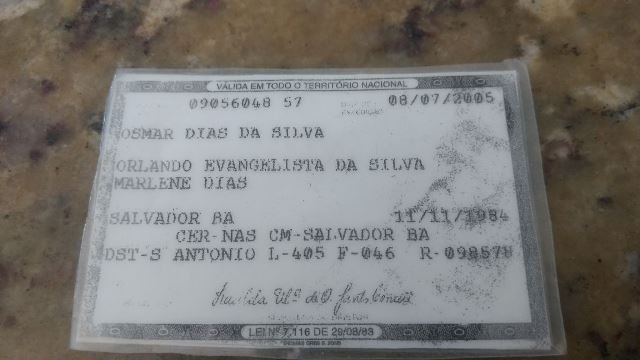 VÁLIDA EM TODO O TERRITÓRIO NACIONAL
09056048 57 08/07/2005
OSMAR DIAS DA SILVA
ORLANDO EVANGELISTA DA SILVA
MARLENE DIAS
SALVADOR BA 11/11/1984
CER-NAS CM-SALVADOR BA
DST-S ANTONIO L-405 F-046 R-098578
LEI Nº 7.116 DE 29/08/83